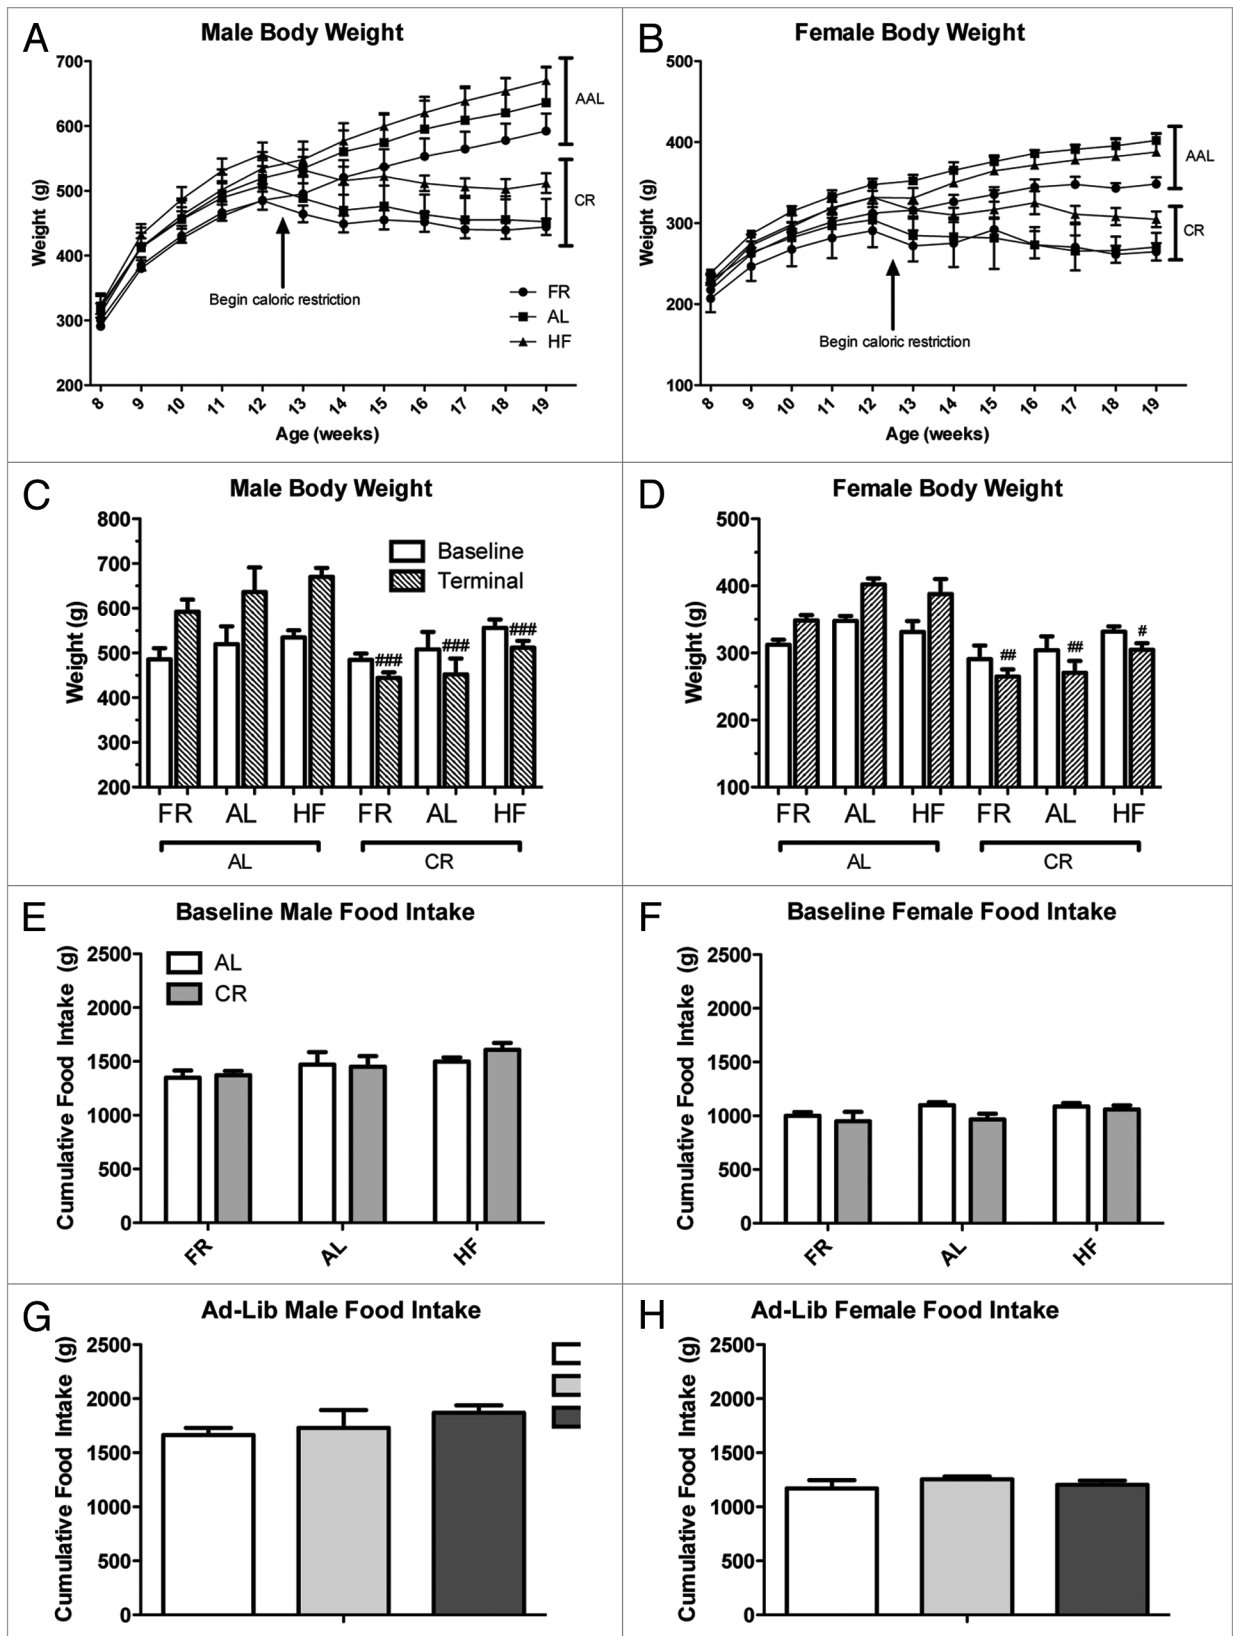 A
Male Body Weight
700
600
500
400
300
200
Weight (g)
AAL
CR
Begin caloric restriction
FR
AL
HF
8 9 10 11 12 13 14 15 16 17 18 19
Age (weeks)
B
Female Body Weight
500
400
300
200
100
Weight (g)
AAL
CR
Begin caloric restriction
8 9 10 11 12 13 14 15 16 17 18 19
Age (weeks)
C
Male Body Weight
800
700
600
500
400
300
200
Weight (g)
Baseline
Terminal
### ### ###
FR AL HF FR AL HF
AL CR
D
Female Body Weight
500
400
300
200
100
Weight (g)
## ## #
FR AL HF FR AL HF
AL CR
E
Baseline Male Food Intake
2500
2000
1500
1000
500
0
Cumulative Food Intake (g)
AL
CR
FR AL HF
F
Baseline Female Food Intake
2500
2000
1500
1000
500
0
Cumulative Food Intake (g)
FR AL HF
G
Ad-Lib Male Food Intake
2500
2000
1500
1000
500
0
Cumulative Food Intake (g)
H
Ad-Lib Female Food Intake
2500
2000
1500
1000
500
0
Cumulative Food Intake (g)